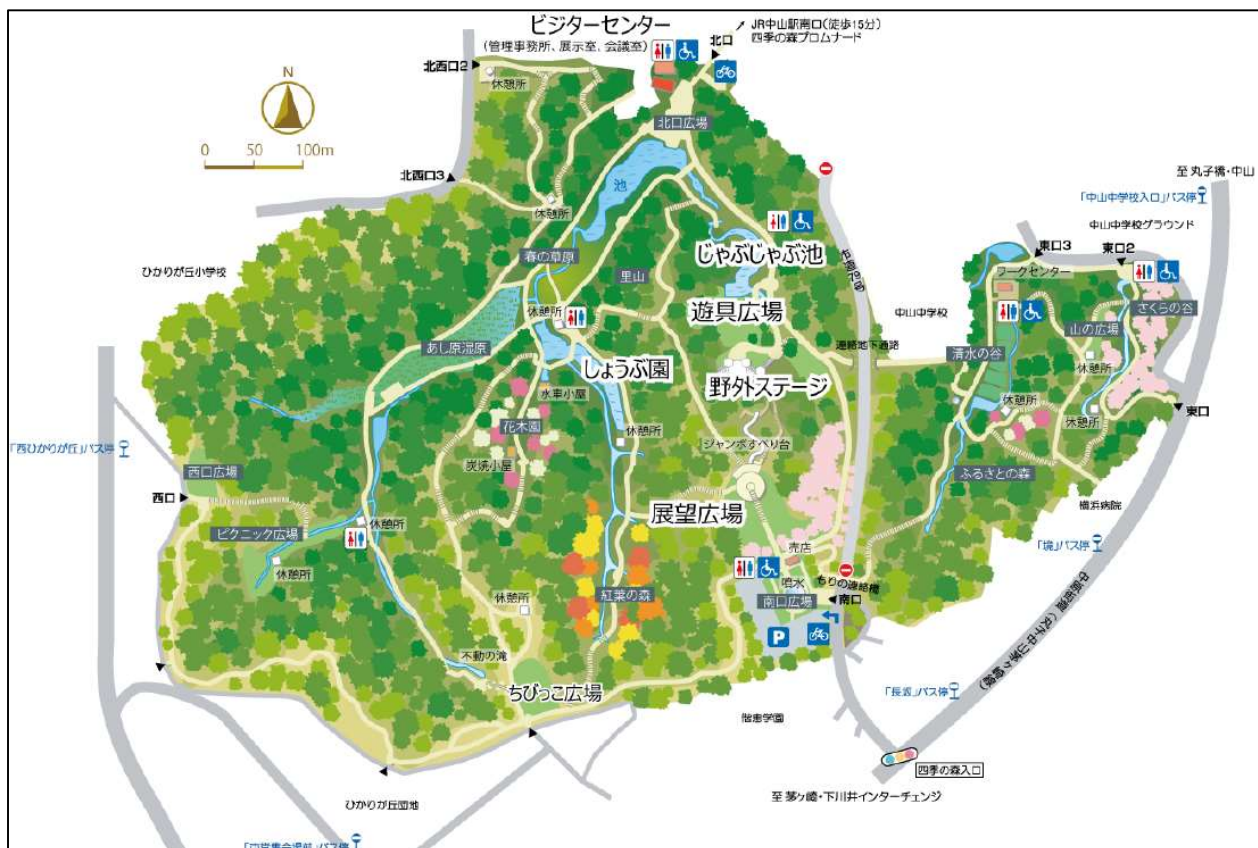 ビジターセンター
(管理事務所、展示室、会議室)
北口
JR中山駅南口(徒歩15分)
四季の森プロムナード
北西口2
休憩所
N
0 50 100m
北口広場
北西口3
池
休憩所
至 丸子橋・中山
「中山中学校入口」バス停
中山中学校グラウンド
東口3
東口2
ワークセンター
さくらの谷
じゃぶじゃぶ池
春の草原
里山
ひかりが丘小学校
遊具広場
中山中学校
山の広場
休憩所
連絡地下通路
清水の谷
休憩所
あし原湿原
しょうぶ園
野外ステージ
休憩所
休憩所
東口
水車小屋
花木園
休憩所
ジャンボすべり台
炭焼小屋
「西ひかりが丘」バス停
西口広場
ふるさとの森
西口
横浜病院
展望広場
ピクニック広場
休憩所
「境」バス停
売店
休憩所
噴水
もりの連絡橋
紅葉の森
南口広場
南口
休憩所
P
不動の滝
ちびっこ広場
「長坂」バス停
階恵学園
四季の森入口
ひかりが丘団地
至 茅ヶ崎・下川井インターチェンジ